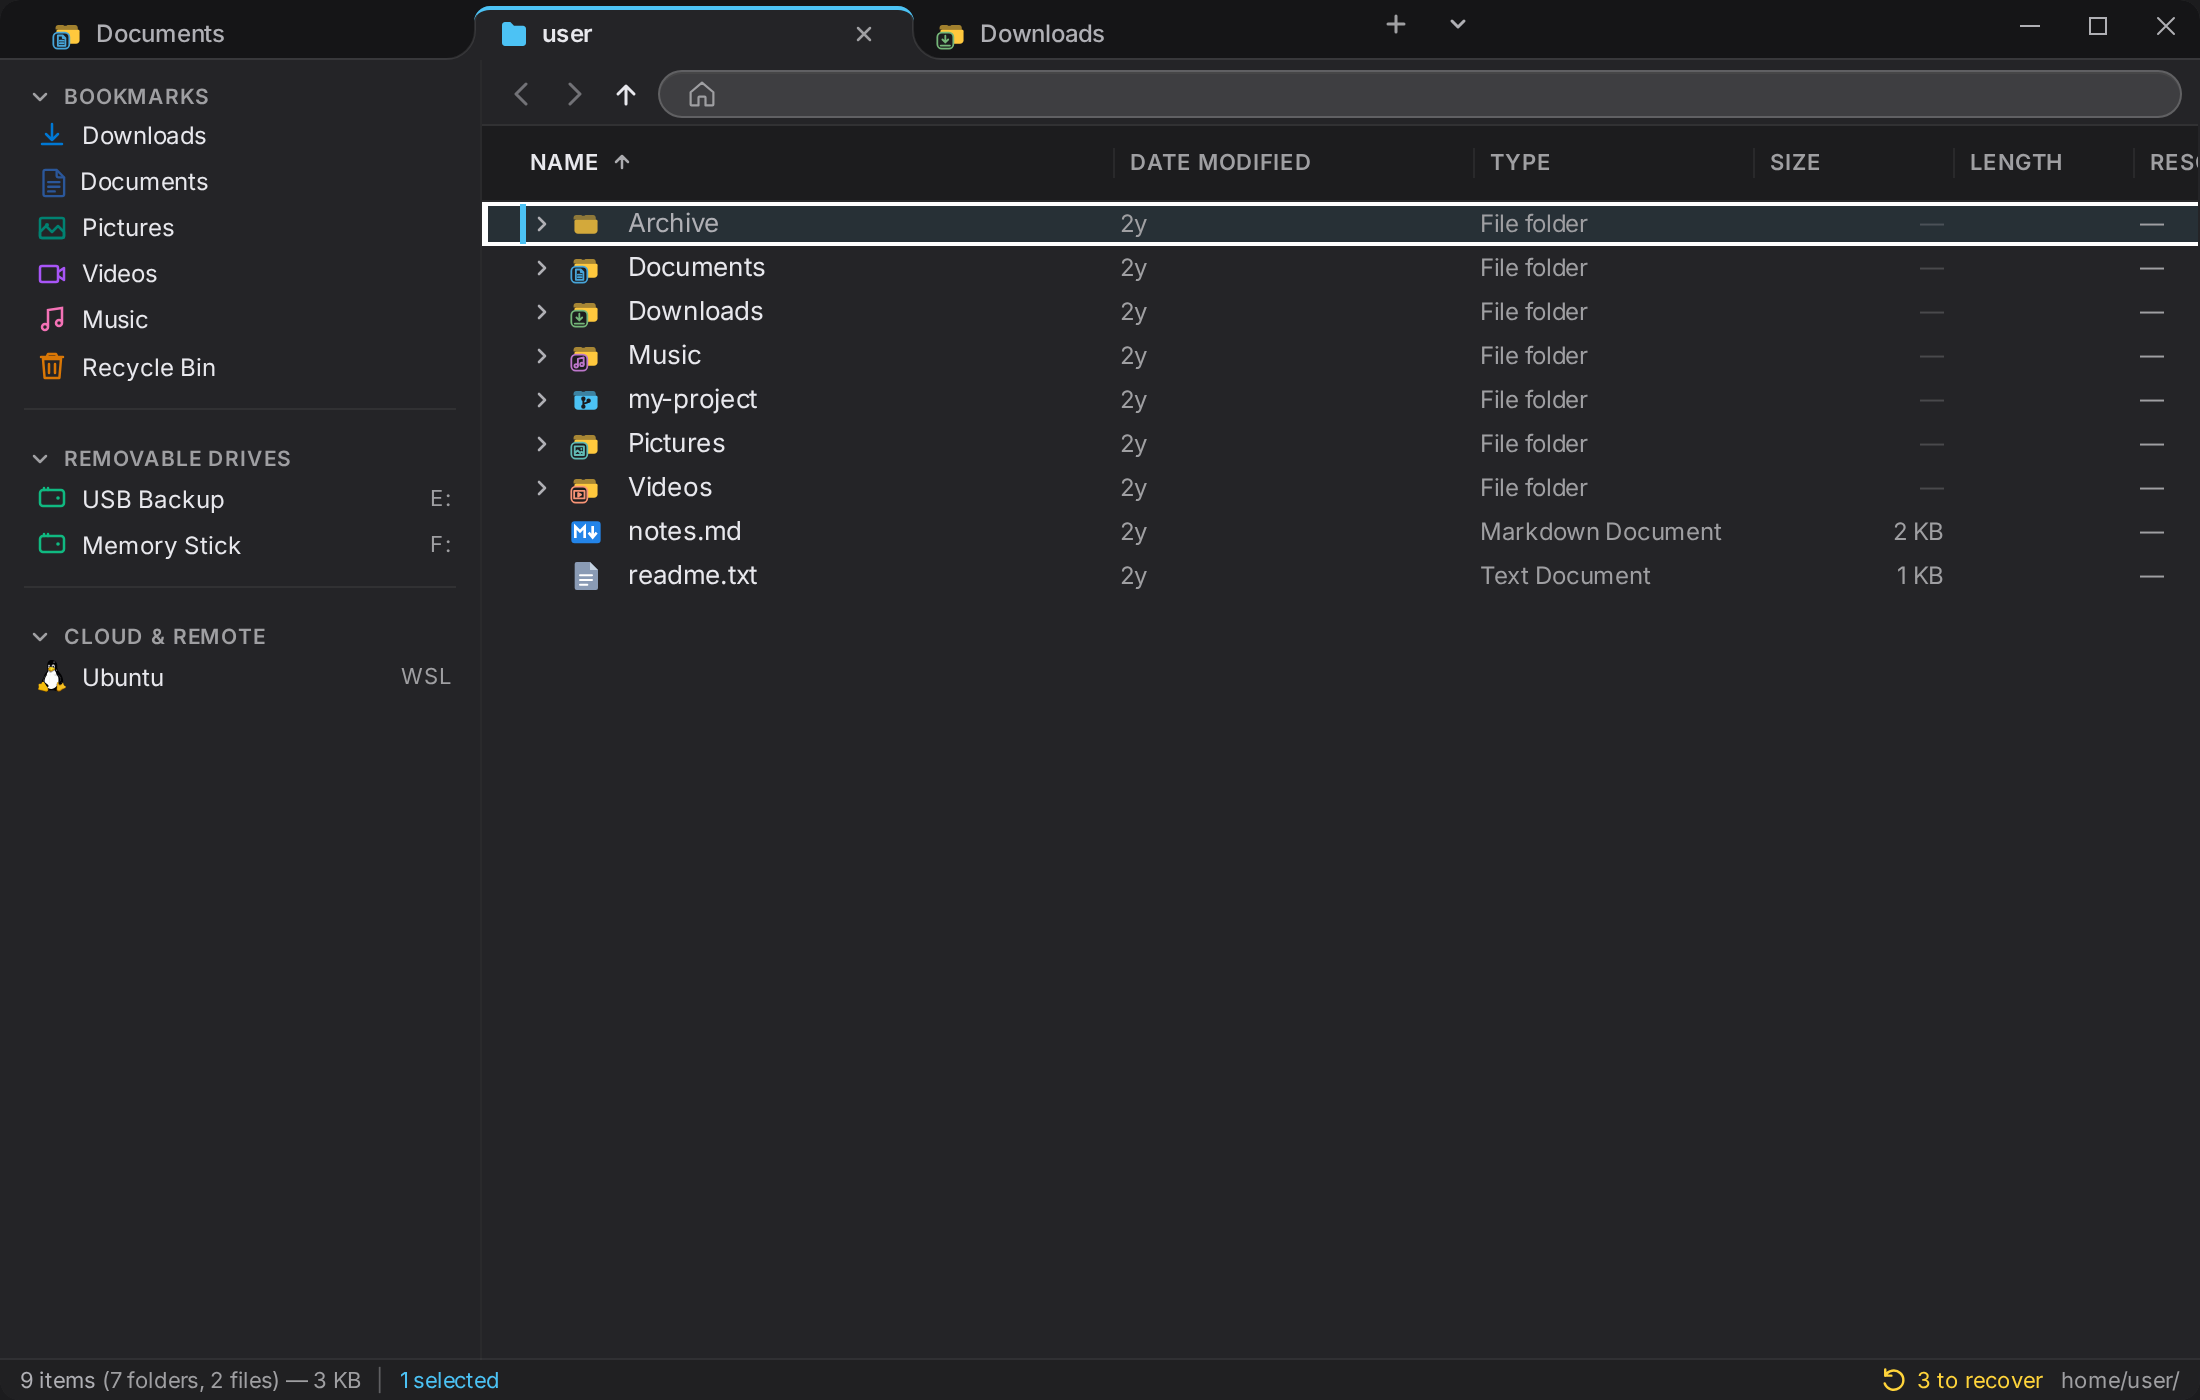 Documents
user
Downloads
BOOKMARKS
Downloads
Documents
Pictures
Videos
Music
Recycle Bin
REMOVABLE DRIVES
USB Backup E:
Memory Stick F:
CLOUD & REMOTE
Ubuntu WSL
NAME DATE MODIFIED TYPE SIZE LENGTH
Archive 2y File folder — —
Documents 2y File folder — —
Downloads 2y File folder — —
Music 2y File folder — —
my-project 2y File folder — —
Pictures 2y File folder — —
Videos 2y File folder — —
notes.md 2y Markdown Document 2 KB —
readme.txt 2y Text Document 1 KB —
9 items (7 folders, 2 files) — 3 KB | 1 selected
3 to recover home/user/